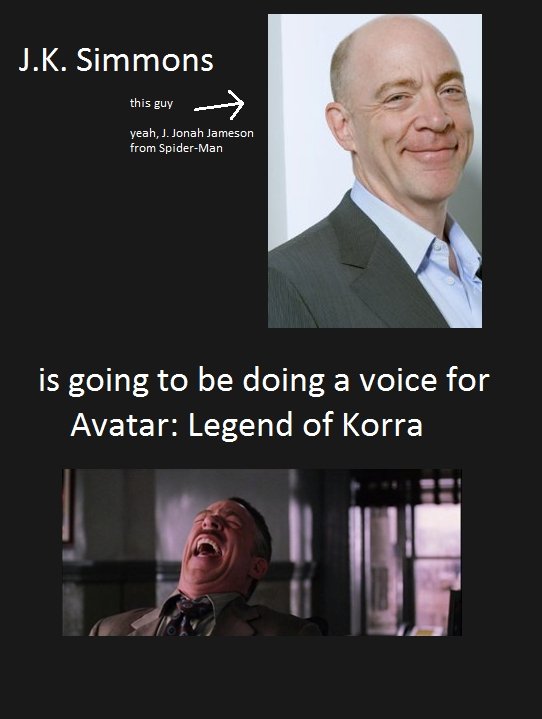 J.K. Simmons
this guy
yeah, J. Jonah Jameson
from Spider-Man
is going to be doing a voice for
Avatar: Legend of Korra